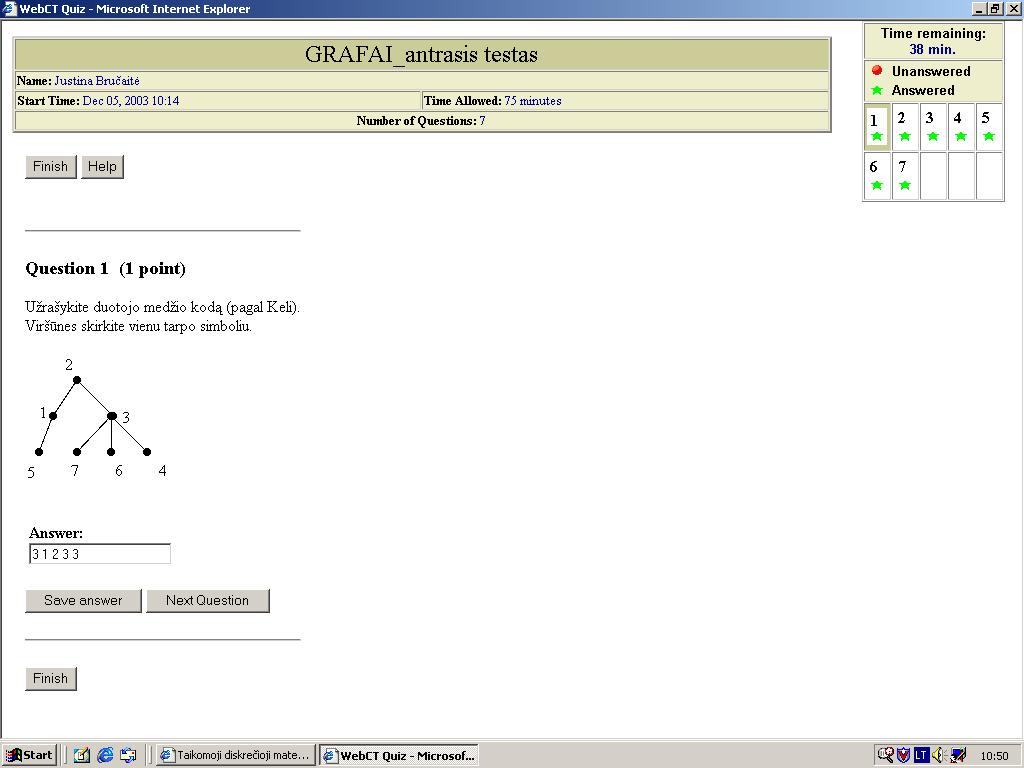 WebCT Quiz - Microsoft Internet Explorer
GRAFAI_antrasis testas
Name: Justina Bručaitė
Start Time: Dec 05, 2003 10:14 Time Allowed: 75 minutes
Number of Questions: 7
Time remaining:
38 min.
Unanswered
Answered
1 2 3 4 5
6 7
Finish Help
Question 1 (1 point)
Užrašykite duotojo medžio kodą (pagal Keli).
Viršūnes skirkite vienu tarpo simboliu.
2
1 3
5 7 6 4
Answer:
3 1 2 3 3
Save answer Next Question
Finish
Start Taikomoji diskrečioji mate... WebCT Quiz - Microsof... LT 10:50